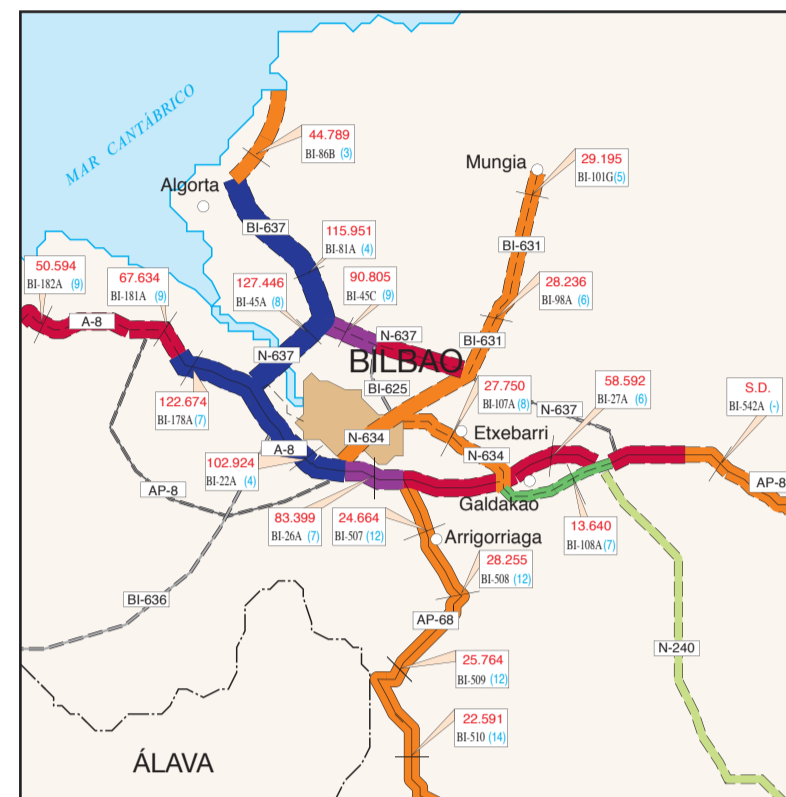 MAR CANTÁBRICO
44.789
BI-86B (3)
Algorta
Mungia
29.195
BI-101G(5)
BI-637
115.951
BI-81A (4)
BI-631
50.594
BI-182A (9)
67.634
BI-181A (9)
127.446
BI-45A (8)
90.805
BI-45C (9)
28.236
BI-98A (6)
A-8
N-637
N-637
BI-631
BILBAO
BI-625
27.750
BI-107A (8)
58.592
BI-27A (6)
S.D.
BI-542A (-)
122.674
BI-178A(7)
N-637
N-634
Etxebarri
A-8
N-634
102.924
BI-22A (4)
AP-8
AP-8
Galdakao
83.399
BI-26A (7)
24.664
BI-507 (12)
13.640
BI-108A(7)
Arrigorriaga
28.255
BI-508 (12)
BI-636
AP-68
N-240
25.764
BI-509 (12)
22.591
BI-510 (14)
ÁLAVA